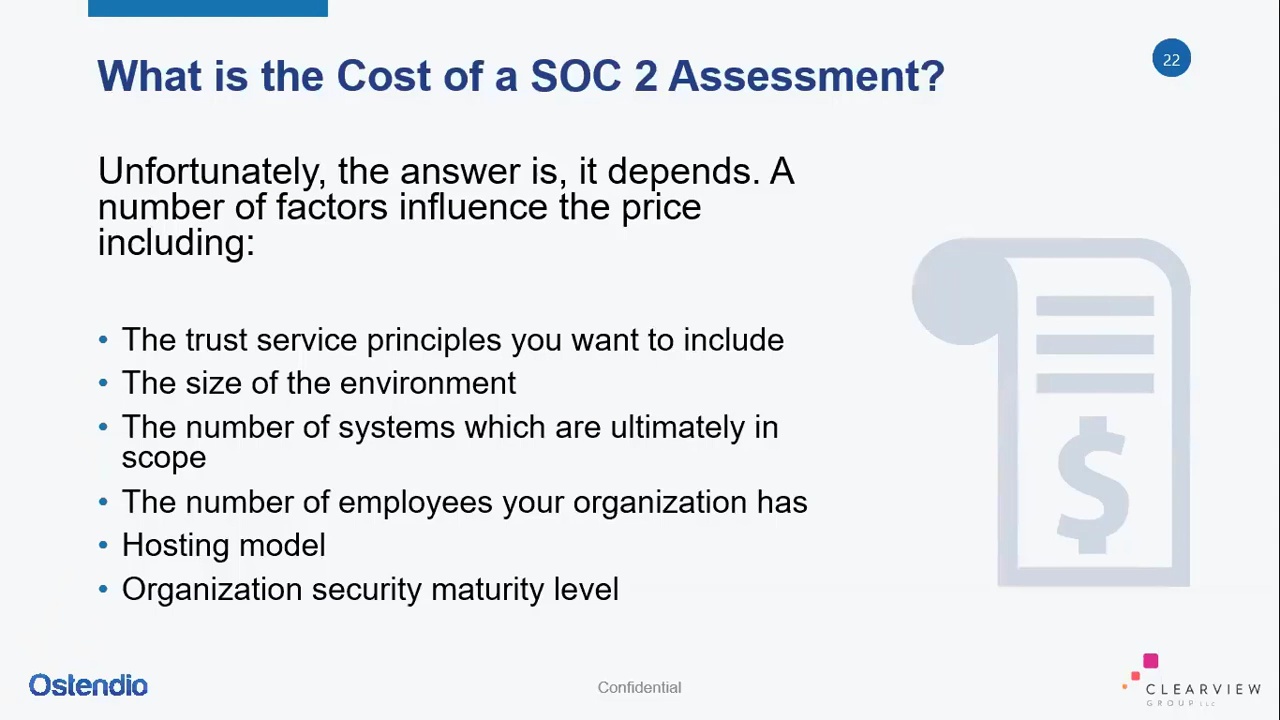 What is the Cost of a SOC 2 Assessment?
22
Unfortunately, the answer is, it depends. A
number of factors influence the price
including:
• The trust service principles you want to include
• The size of the environment
• The number of systems which are ultimately in
scope
• The number of employees your organization has
• Hosting model
• Organization security maturity level
$
Ostendio
Confidential
CLEARVIEW
GROUP LLC